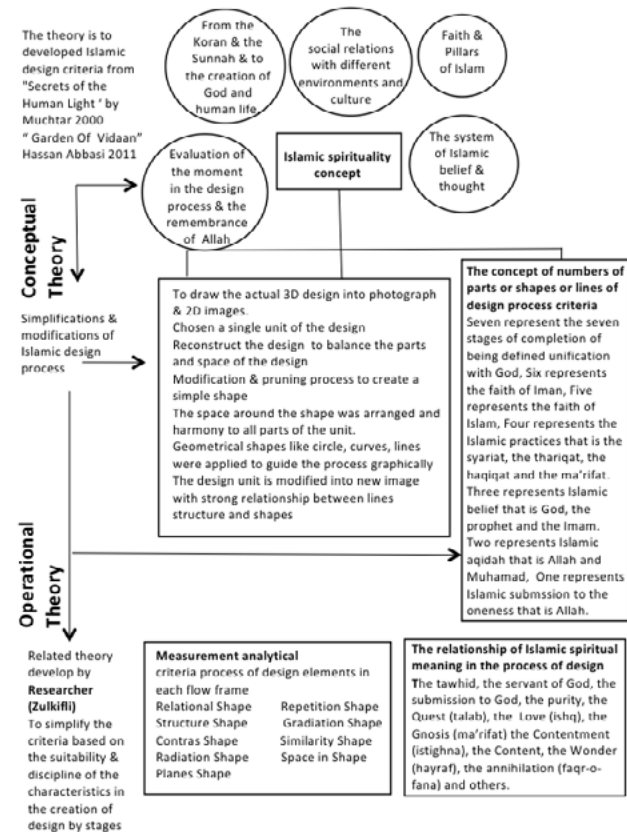 The theory is to
developed Islamic
design criteria from
"Secrets of the
Human Light ' by
Muchtar 2000
" Garden Of Vidaan"
Hassan Abbasi 2011
From the
Koran & the
Sunnah & to
the creation of
God and
human life
The
social relations
with different
environments and
culture
Faith &
Pillars
of Islam
Evaluation of
the moment
in the design
process & the
remembrance
of Allah
Islamic spirituality
concept
The system
of Islamic
belief &
thought
Conceptual
Theory
Simplifications &
modifications of
Islamic design
process
To draw the actual 3D design into photograph
& 2D images.
Chosen a single unit of the design
Reconstruct the design to balance the parts
and space of the design
Modification & pruning process to create a
simple shape
The space around the shape was arranged and
harmony to all parts of the unit.
Geometrical shapes like circle, curves, lines
were applied to guide the process graphically
The design unit is modified into new image
with strong relationship between lines
structure and shapes
The concept of numbers of
parts or shapes or lines of
design process criteria
Seven represent the seven
stages of completion of
being defined unification
with God, Six represents
the faith of Iman, Five
represents the faith of
Islam, Four represents the
Islamic practices that is the
syariat, the thariqat, the
haqiqat and the ma'rifat.
Three represents Islamic
belief that is God, the
prophet and the Imam.
Two represents Islamic
aqidah that is Allah and
Muhamad, One represents
Islamic submssion to the
oneness that is Allah.
Operational
Theory
Related theory
develop by
Researcher
(Zulkifli)
To simplify the
criteria based on
the suitability &
discipline of the
characteristics in
the creation of
design by stages
Measurement analytical
criteria process of design elements in
each flow frame
Relational Shape Repetition Shape
Structure Shape Gradiation Shape
Contras Shape Similarity Shape
Radiation Shape Space in Shape
Planes Shape
The relationship of Islamic spiritual
meaning in the process of design
The tawhid, the servant of God, the
submission to God, the purity, the
Quest (talab), the Love (ishq), the
Gnosis (ma'rifat) the Contentment
(istighna), the Content, the Wonder
(hayraf), the annihilation (faqr-o-
fana) and others.